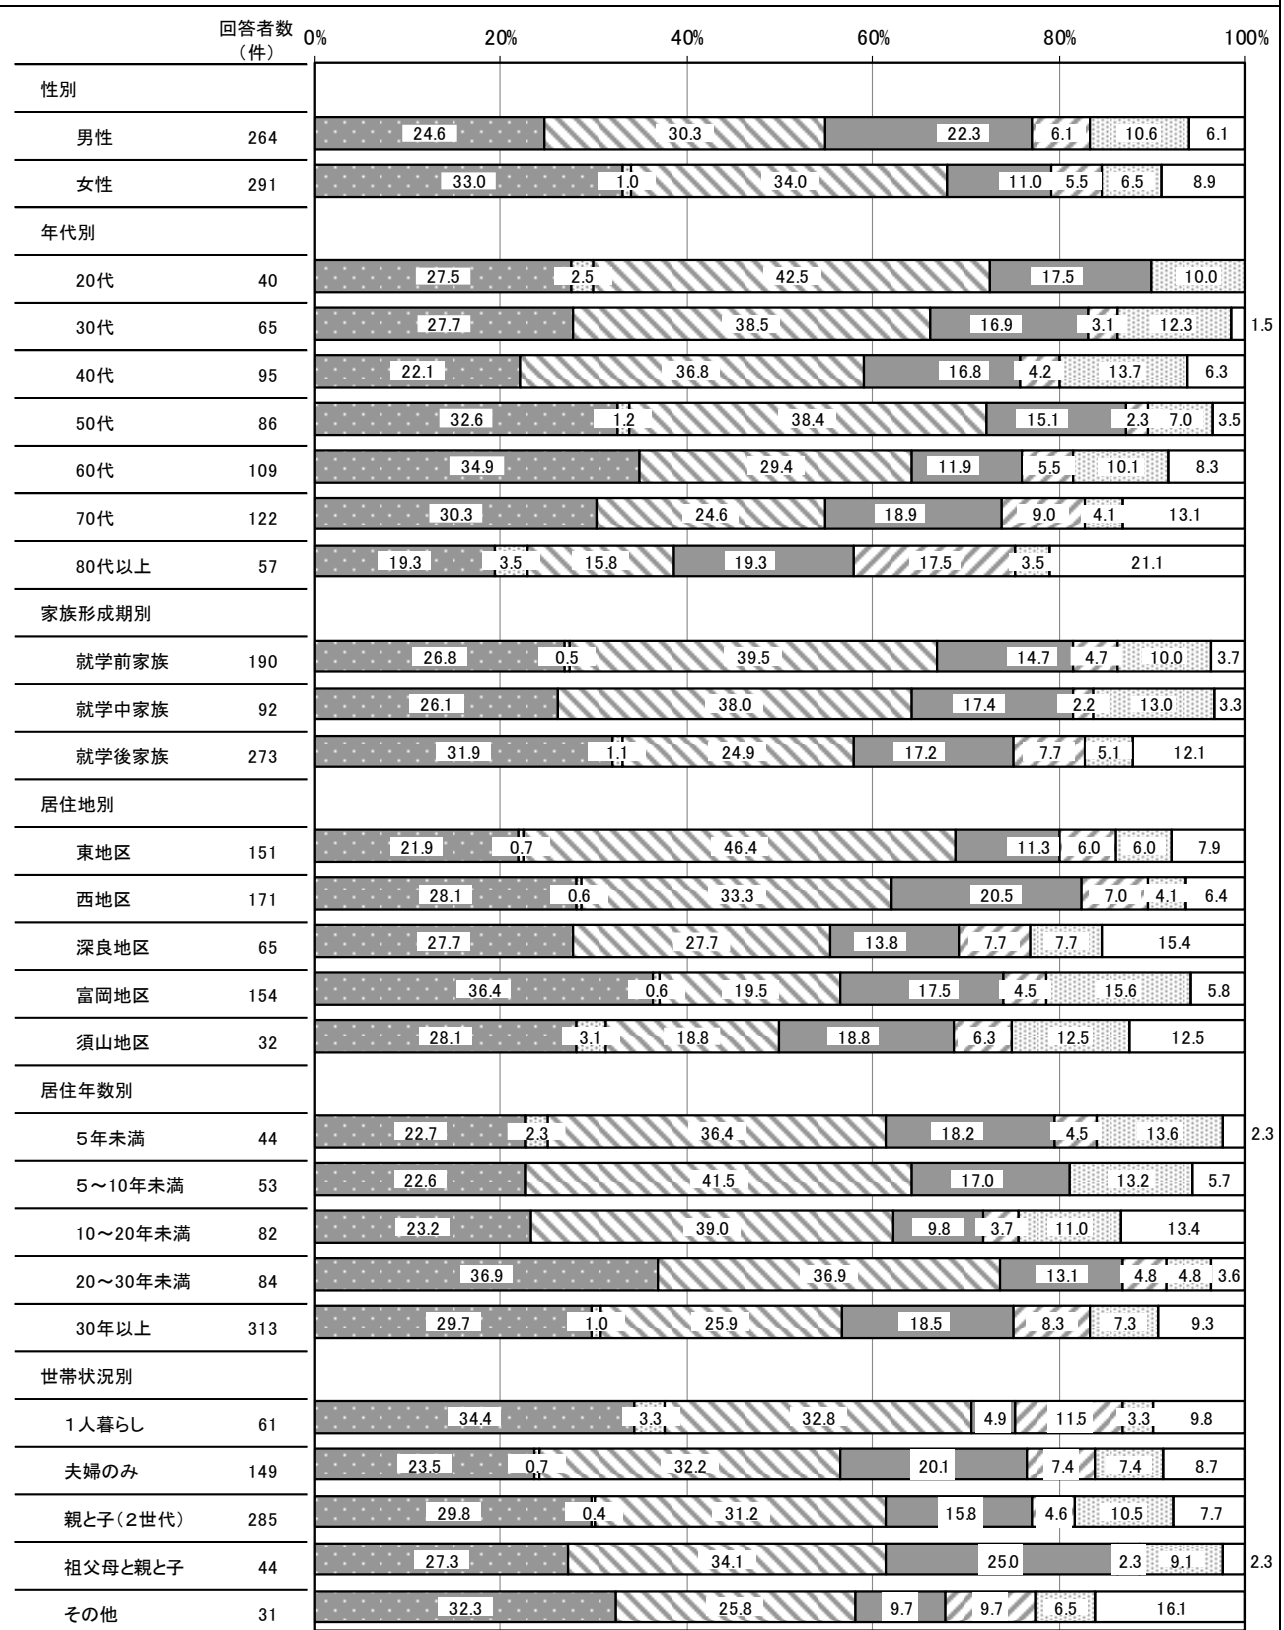 回答者数
（件）
0% 20% 40% 60% 80% 100%
性別
男性 264 24.6 30.3 22.3 6.1 10.6 6.1
女性 291 33.0 1.0 34.0 11.0 5.5 6.5 8.9
年代別
20代 40 27.5 2.5 42.5 17.5 10.0
30代 65 27.7 38.5 16.9 3.1 12.3 1.5
40代 95 22.1 36.8 16.8 4.2 13.7 6.3
50代 86 32.6 1.2 38.4 15.1 2.3 7.0 3.5
60代 109 34.9 29.4 11.9 5.5 10.1 8.3
70代 122 30.3 24.6 18.9 9.0 4.1 13.1
80代以上 57 19.3 3.5 15.8 19.3 17.5 3.5 21.1
家族形成期別
就学前家族 190 26.8 0.5 39.5 14.7 4.7 10.0 3.7
就学中家族 92 26.1 38.0 17.4 2.2 13.0 3.3
就学後家族 273 31.9 1.1 24.9 17.2 7.7 5.1 12.1
居住地別
東地区 151 21.9 0.7 46.4 11.3 6.0 6.0 7.9
西地区 171 28.1 0.6 33.3 20.5 7.0 4.1 6.4
深良地区 65 27.7 27.7 13.8 7.7 7.7 15.4
富岡地区 154 36.4 0.6 19.5 17.5 4.5 15.6 5.8
須山地区 32 28.1 3.1 18.8 18.8 6.3 12.5 12.5
居住年数別
５年未満 44 22.7 2.3 36.4 18.2 4.5 13.6 2.3
５～10年未満 53 22.6 41.5 17.0 13.2 5.7
10～20年未満 82 23.2 39.0 9.8 3.7 11.0 13.4
20～30年未満 84 36.9 36.9 13.1 4.8 4.8 3.6
30年以上 313 29.7 1.0 25.9 18.5 8.3 7.3 9.3
世帯状況別
１人暮らし 61 34.4 3.3 32.8 4.9 11.5 3.3 9.8
夫婦のみ 149 23.5 0.7 32.2 20.1 7.4 7.4 8.7
親と子（２世代） 285 29.8 0.4 31.2 15.8 4.6 10.5 7.7
祖父母と親と子 44 27.3 34.1 25.0 2.3 9.1 2.3
その他 31 32.3 25.8 9.7 9.7 6.5 16.1